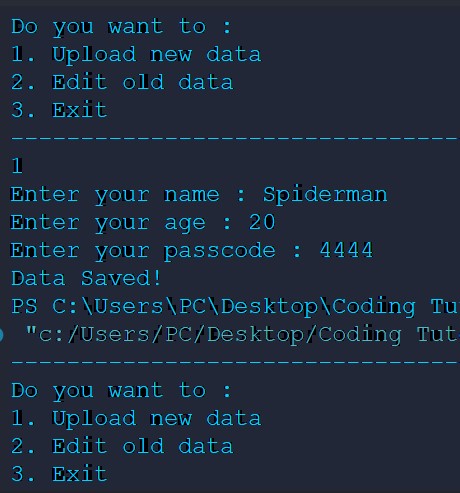 Do you want to :
1. Upload new data
2. Edit old data
3. Exit
---------------------------------
1
Enter your name : Spiderman
Enter your age : 20
Enter your passcode : 4444
Data Saved!
PS C:\Users\PC\Desktop\Coding Tu
"c:/Users/PC/Desktop/Coding Tut
---------------------------------
Do you want to :
1. Upload new data
2. Edit old data
3. Exit